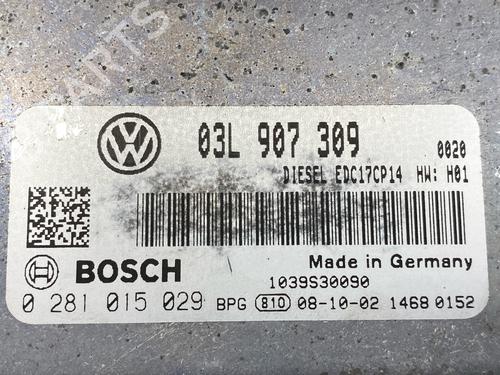 03L 907 309 0020
DIESEL EDC17CP14 HW: H01
BOSCH
Made in Germany
1039S30090
0 281 015 029 BPG 810 08-10-02 1468 0152